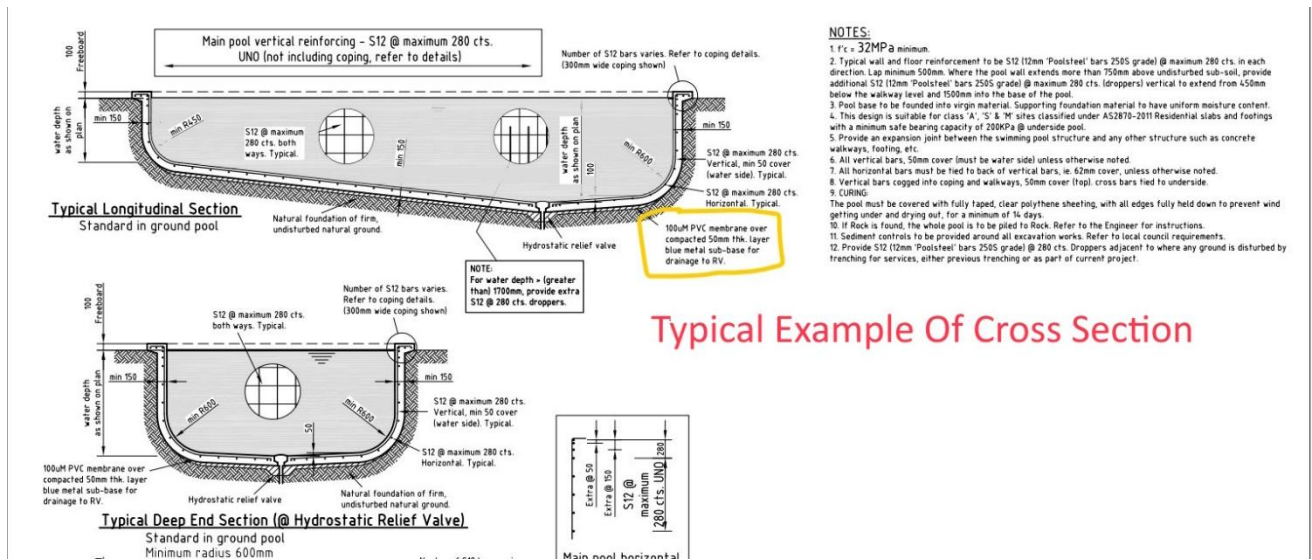 Main pool vertical reinforcing - S12 @ maximum 280 cts.
UNO (not including coping, refer to details)
100
Freeboard
Number of S12 bars varies. Refer to coping details.
(300mm wide coping shown)
water depth
as shown on
plan
min 150
min R450
S12 @ maximum
280 cts. both
ways. Typical.
min 150
water depth
as shown on plan
100
min R600
min 150
S12 @ maximum 280 cts.
Vertical, min 50 cover
(water side). Typical.
S12 @ maximum 280 cts.
Horizontal. Typical.
Typical Longitudinal Section
Standard in ground pool
Natural foundation of firm,
undisturbed natural ground.
Hydrostatic relief valve
100uM PVC membrane over
compacted 50mm thk. layer
blue metal sub-base for
drainage to RV.
NOTE:
For water depth > (greater
than) 1700mm, provide extra
S12 @ 280 cts. droppers.
NOTES:
1. f'c = 32MPa minimum.
2. Typical wall and floor reinforcement to be S12 (12mm 'Poolsteel' bars 250S grade) @ maximum 280 cts. in each
direction. Lap minimum 500mm. Where the pool wall extends more than 750mm above undisturbed sub-soil, provide
additional S12 (12mm 'Poolsteel' bars 250S grade) @ maximum 280 cts. (droppers) vertical to extend from 450mm
below the walkway level and 1500mm into the base of the pool.
3. Pool base to be founded into virgin material. Supporting foundation material to have uniform moisture content.
4. This design is suitable for class 'A', 'S' & 'M' sites classified under AS2870-2011 Residential slabs and footings
with a minimum safe bearing capacity of 200KPa @ underside pool.
5. Provide an expansion joint between the swimming pool structure and any other structure such as concrete
walkways, footing, etc.
6. All vertical bars, 50mm cover (must be water side) unless otherwise noted.
7. All horizontal bars must be tied to back of vertical bars, ie. 62mm cover, unless otherwise noted.
8. Vertical bars cogged into coping and walkways, 50mm cover (top). cross bars tied to underside.
9. CURING:
The pool must be covered with fully taped, clear polythene sheeting, with all edges fully held down to prevent wind
getting under and drying out, for a minimum of 14 days.
10. If Rock is found, the whole pool is to be piled to Rock. Refer to the Engineer for instructions.
11. Sediment controls to be provided around all excavation works. Refer to local council requirements.
12. Provide S12 (12mm 'Poolsteel' bars 250S grade) @ 280 cts. Droppers adjacent to where any ground is disturbed by
trenching for services, either previous trenching or as part of current project.
Typical Example Of Cross Section
100
Freeboard
S12 @ maximum 280 cts.
both ways. Typical.
Number of S12 bars varies.
Refer to coping details.
(300mm wide coping shown)
water depth
as shown on plan
min 150
min R600
50
min R600
min 150
S12 @ maximum 280 cts.
Vertical, min 50 cover
(water side). Typical.
S12 @ maximum 280 cts.
Horizontal. Typical.
100uM PVC membrane over
compacted 50mm thk. layer
blue metal sub-base for
drainage to RV.
Hydrostatic relief valve
Natural foundation of firm,
undisturbed natural ground.
Typical Deep End Section (@ Hydrostatic Relief Valve)
Standard in ground pool
Minimum radius 600mm
Extra @ 50
Extra @ 150
S12 @
maximum
280 cts. UNO
280
Main pool horizontal